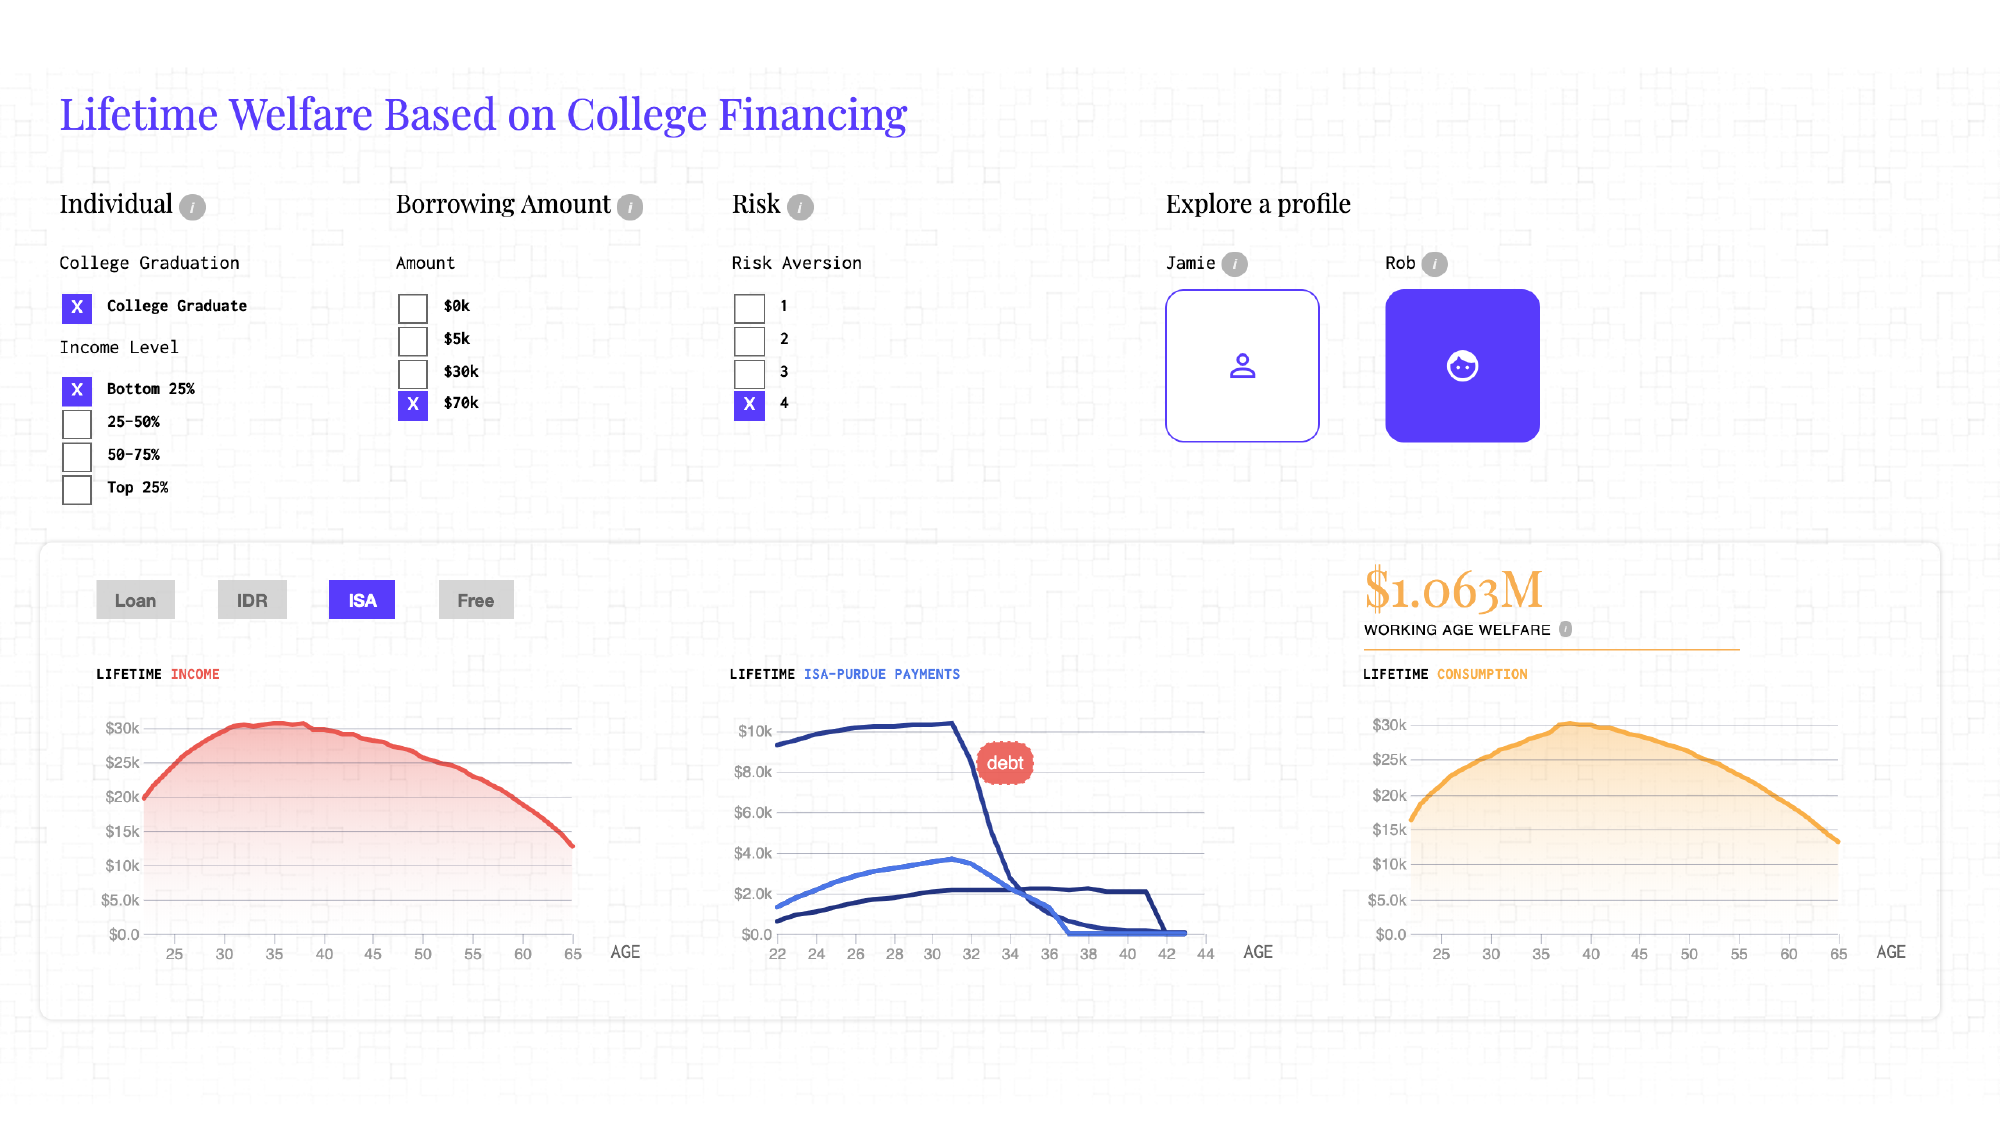 Lifetime Welfare Based on College Financing
Individual i
College Graduation
X College Graduate
Income Level
X Bottom 25%
25-50%
50-75%
Top 25%
Borrowing Amount i
Amount
$0k
$5k
$30k
X $70k
Risk i
Risk Aversion
1
2
3
X 4
Explore a profile
Jamie i
Rob i
Loan IDR ISA Free
$1.063M
WORKING AGE WELFARE i
LIFETIME INCOME
$30k
$25k
$20k
$15k
$10k
$5.0k
$0.0
25 30 35 40 45 50 55 60 65 AGE
LIFETIME ISA-PURDUE PAYMENTS
$10k
$8.0k
$6.0k
$4.0k
$2.0k
$0.0
debt
22 24 26 28 30 32 34 36 38 40 42 44 AGE
LIFETIME CONSUMPTION
$30k
$25k
$20k
$15k
$10k
$5.0k
$0.0
25 30 35 40 45 50 55 60 65 AGE